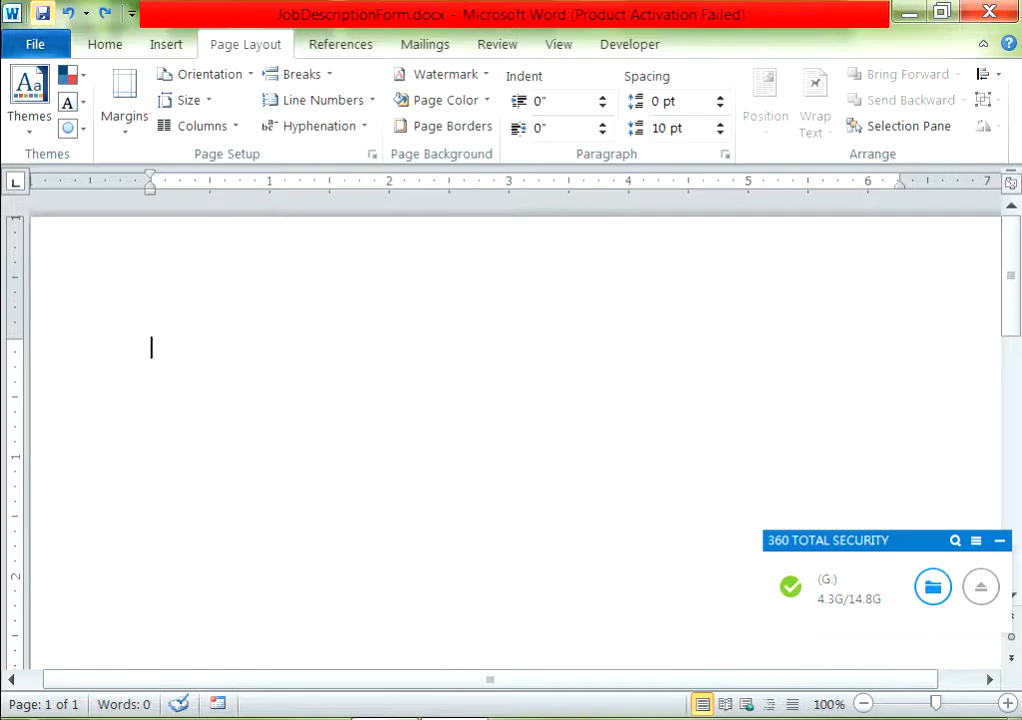 JobDescriptionForm.docx - Microsoft Word (Product Activation Failed)
File Home Insert Page Layout References Mailings Review View Developer
Themes
Aa
A
Themes
Margins
Orientation
Size
Columns
Breaks
Line Numbers
Hyphenation
Page Setup
Watermark
Page Color
Page Borders
Page Background
Indent
0"
0"
Spacing
0 pt
10 pt
Paragraph
Position
Wrap
Text
Bring Forward
Send Backward
Selection Pane
Arrange
1 2 3 4 5 6 7
1
2
360 TOTAL SECURITY
(G:)
4.3G/14.8G
Page: 1 of 1 Words: 0 100%